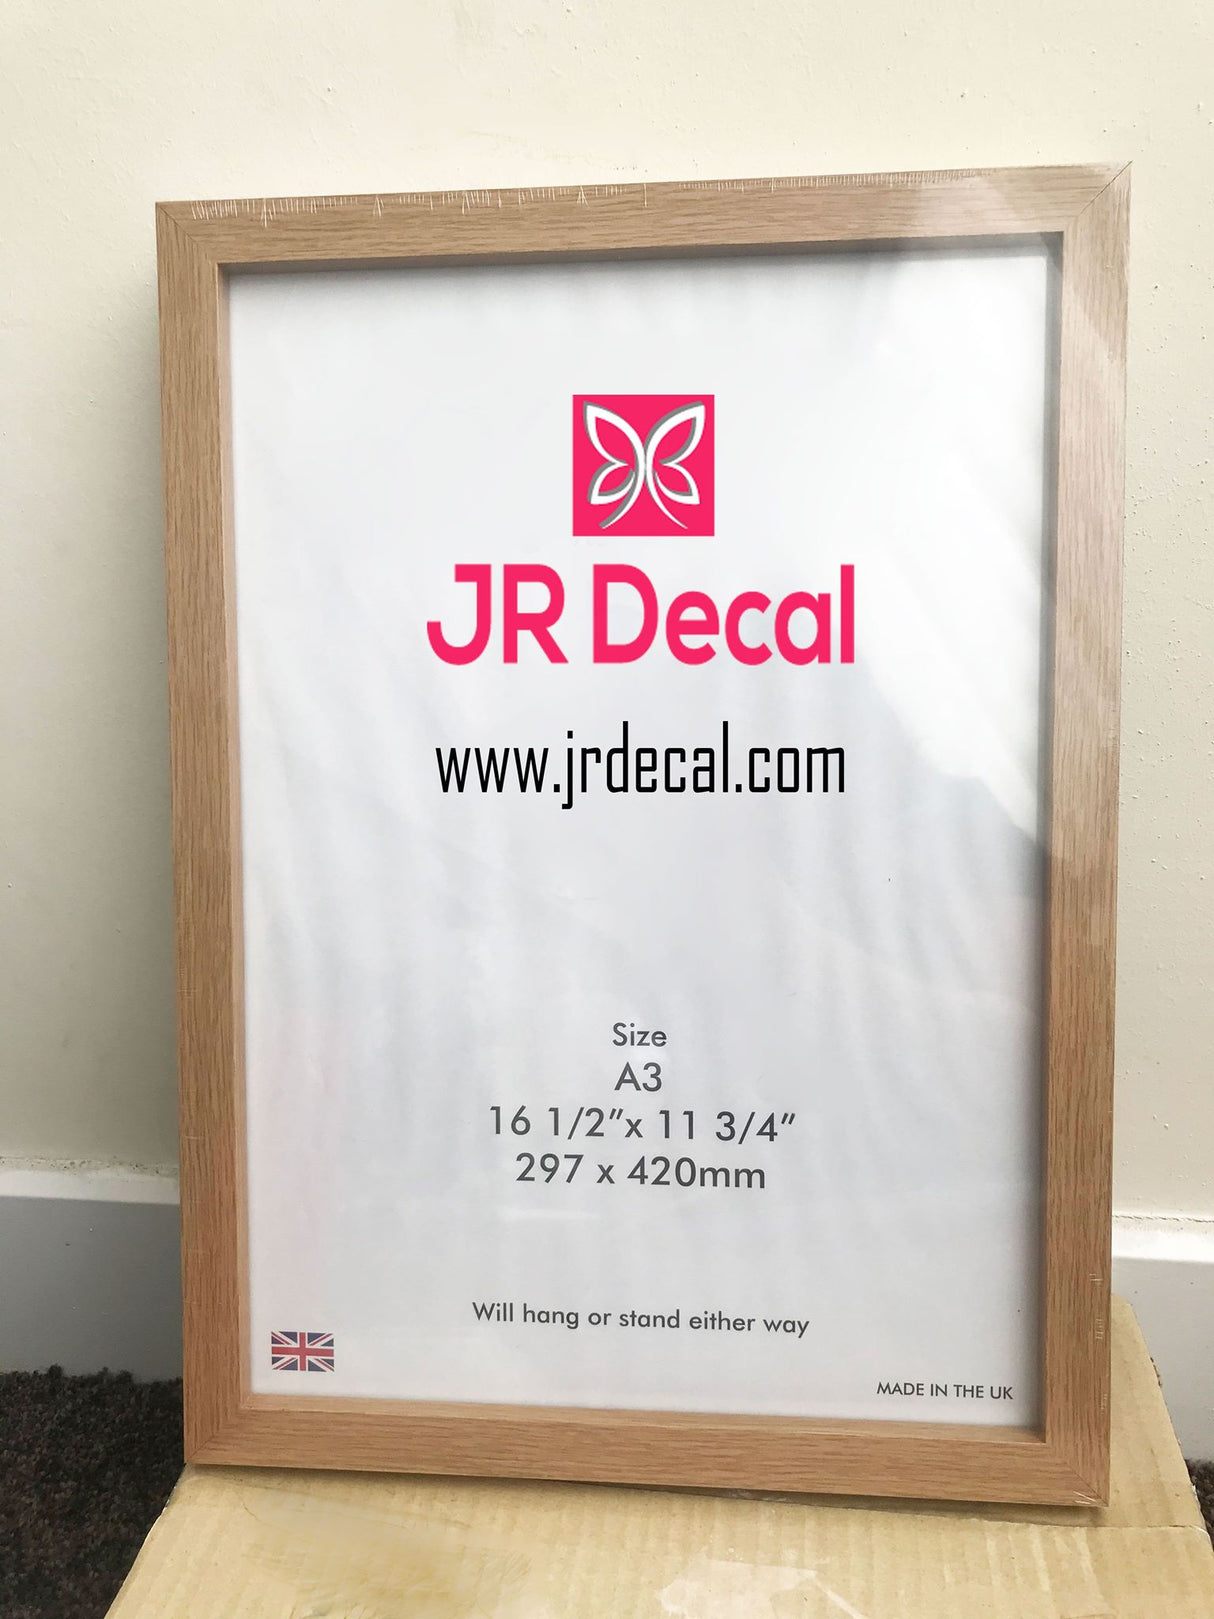 JR Decal
www.jrdecal.com
Size
A3
16 1/2”x 11 3/4”
297 x 420mm
Will hang or stand either way
MADE IN THE UK